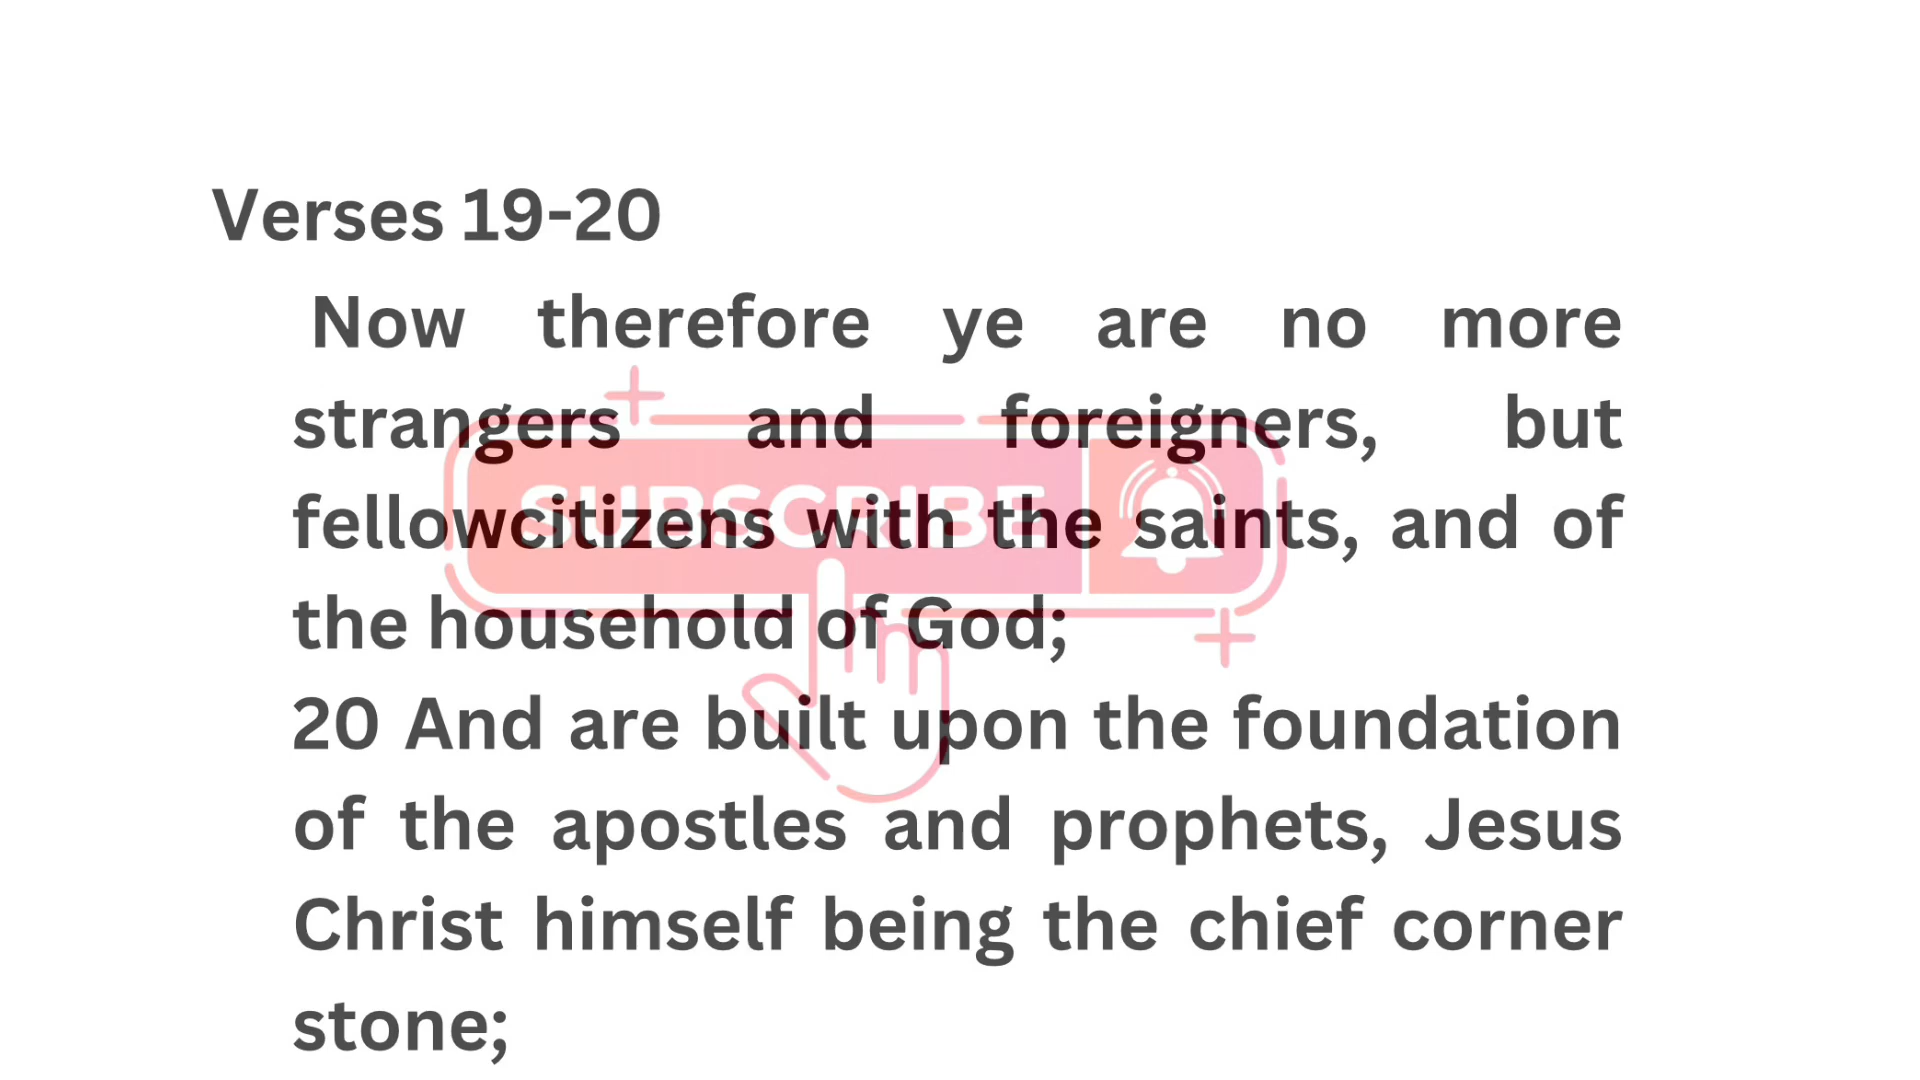 Verses 19-20
Now therefore ye are no more
strangers and foreigners, but
SUBSCRIBE
fellowcitizens with the saints, and of
the household of God;
20 And are built upon the foundation
of the apostles and prophets, Jesus
Christ himself being the chief corner
stone;